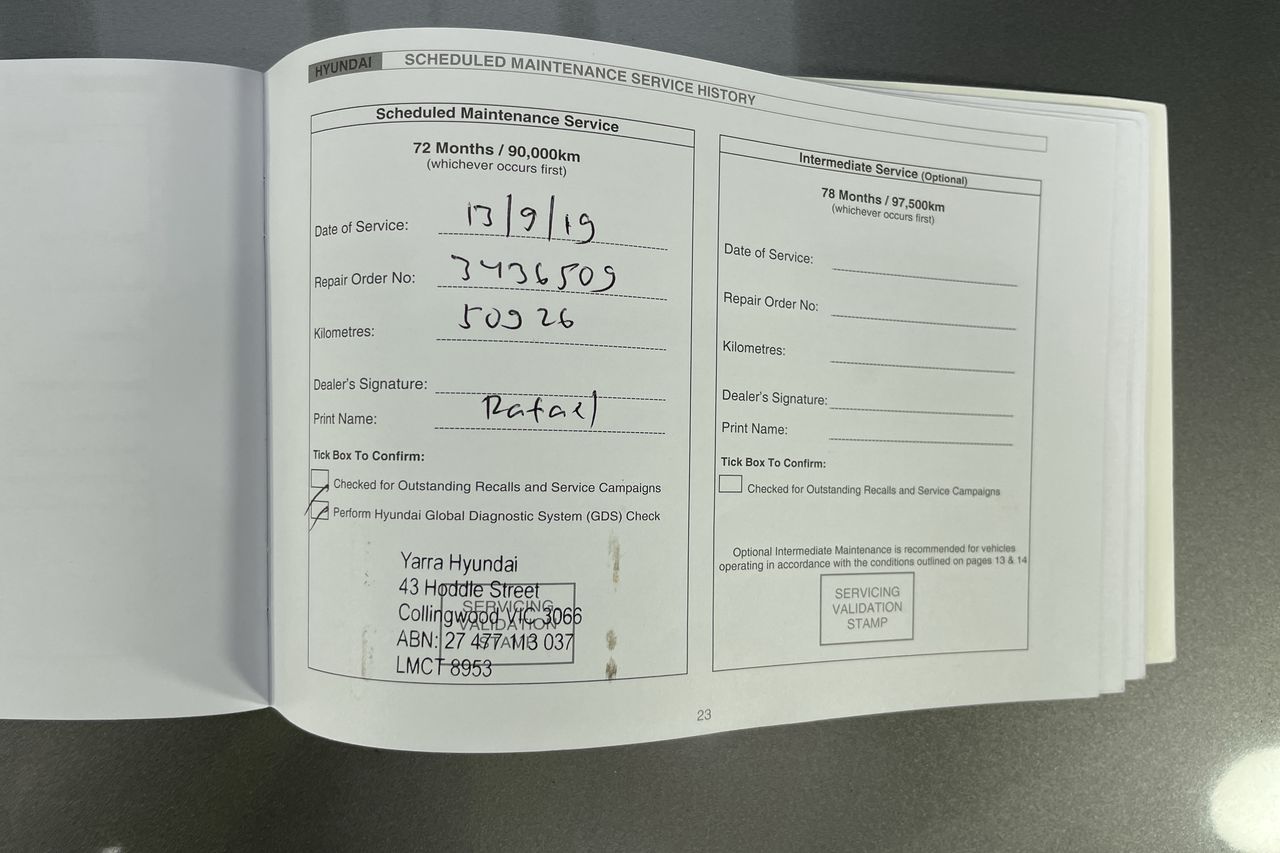 HYUNDAI SCHEDULED MAINTENANCE SERVICE HISTORY
Scheduled Maintenance Service
72 Months / 90,000km
(whichever occurs first)
Date of Service: 13/9/19
Repair Order No: 3436509
Kilometres: 50926
Dealer's Signature:
Print Name: Rafael
Tick Box To Confirm:
Checked for Outstanding Recalls and Service Campaigns
Perform Hyundai Global Diagnostic System (GDS) Check
Yarra Hyundai
43 Hoddle Street
Collingwood VIC 3066
ABN: 27 477 113 037
LMCT 8953
SERVICING
VALIDATION
STAMP
Intermediate Service (Optional)
78 Months / 97,500km
(whichever occurs first)
Date of Service:
Repair Order No:
Kilometres:
Dealer's Signature:
Print Name:
Tick Box To Confirm:
Checked for Outstanding Recalls and Service Campaigns
Optional Intermediate Maintenance is recommended for vehicles
operating in accordance with the conditions outlined on pages 13 & 14
SERVICING
VALIDATION
STAMP
23